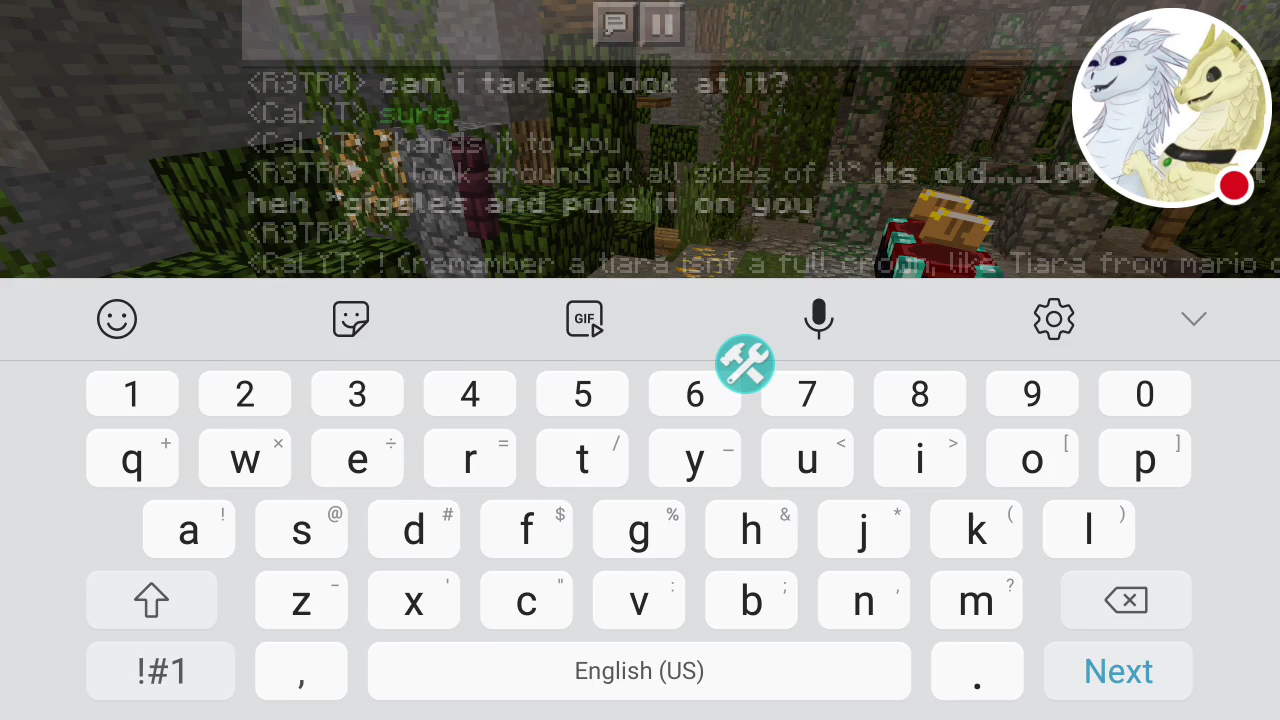 <R3TR0> can i take a look at it?
<CaLYT> sure
<CaLYT> *hands it to you
<R3TR0> *i look around at all sides of it* its old.....100
heh *giggles and puts it on you
<R3TR0> *
<CaLYT> ! (remember a tiara isnt a full crown, like Tiara from mario
GIF
1 2 3 4 5 6 7 8 9 0
q + w × e ÷ r = t / y _ u < i > o [ p ]
a ! s @ d # f $ g % h & j * k ( l )
z - x ' c " v : b ; n , m ?
!#1 , English (US) . Next